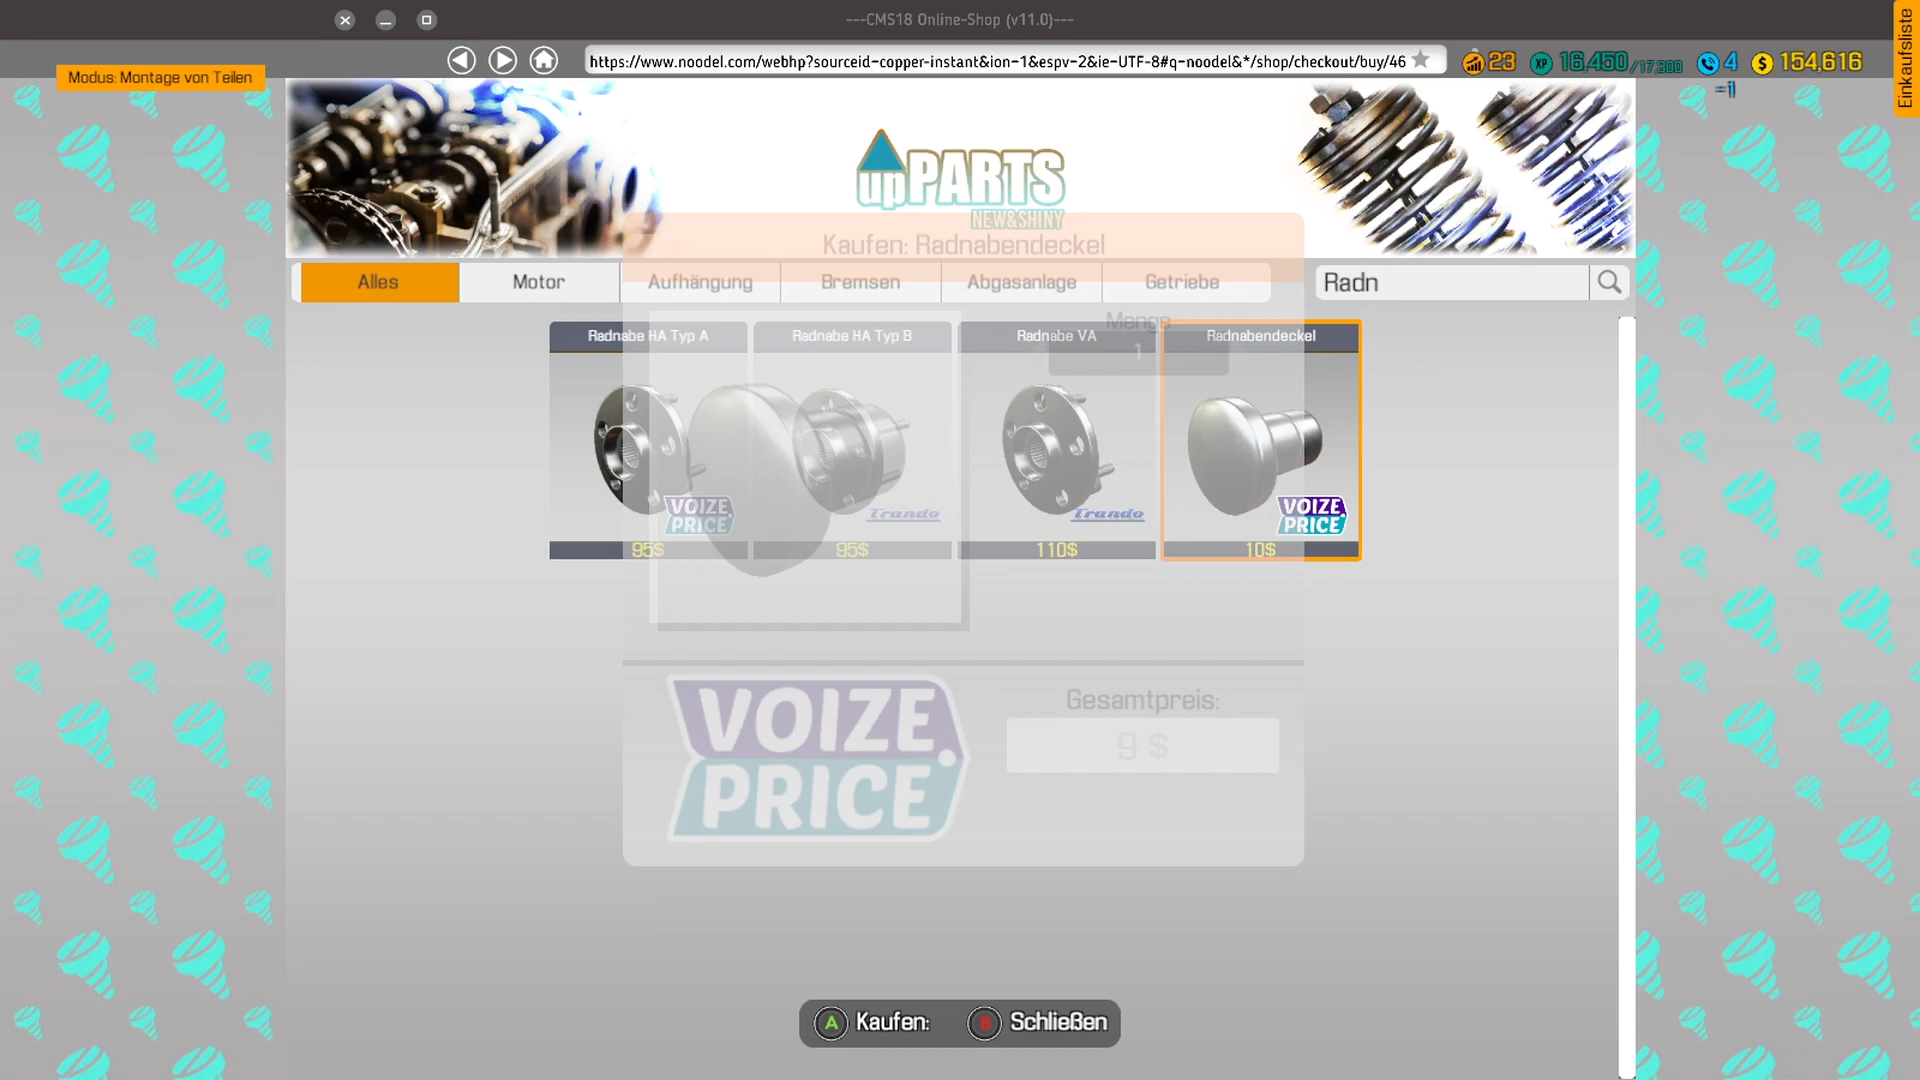 ---CMS18 Online-Shop (v11.0)---
Einkaufsliste
https://www.noodel.com/webhp?sourceid-copper-instant&ion-1&espv-2&ie-UTF-8#q-noodel&*/shop/checkout/buy/46
23
XP 16,450/17,300
4
$ 154,616
=1
Modus: Montage von Teilen
up PARTS
NEW&SHINY
Kaufen: Radnabendeckel
Alles
Motor
Aufhängung
Bremsen
Abgasanlage
Getriebe
Radn
Menge
1
Radnabe HA Typ A
Radnabe HA Typ B
Radnabe VA
Radnabendeckel
VOIZE.
PRICE
Trando
Trando
VOIZE.
PRICE
95$
95$
110$
10$
VOIZE.
PRICE
Gesamtpreis:
9 $
A Kaufen:
B Schließen